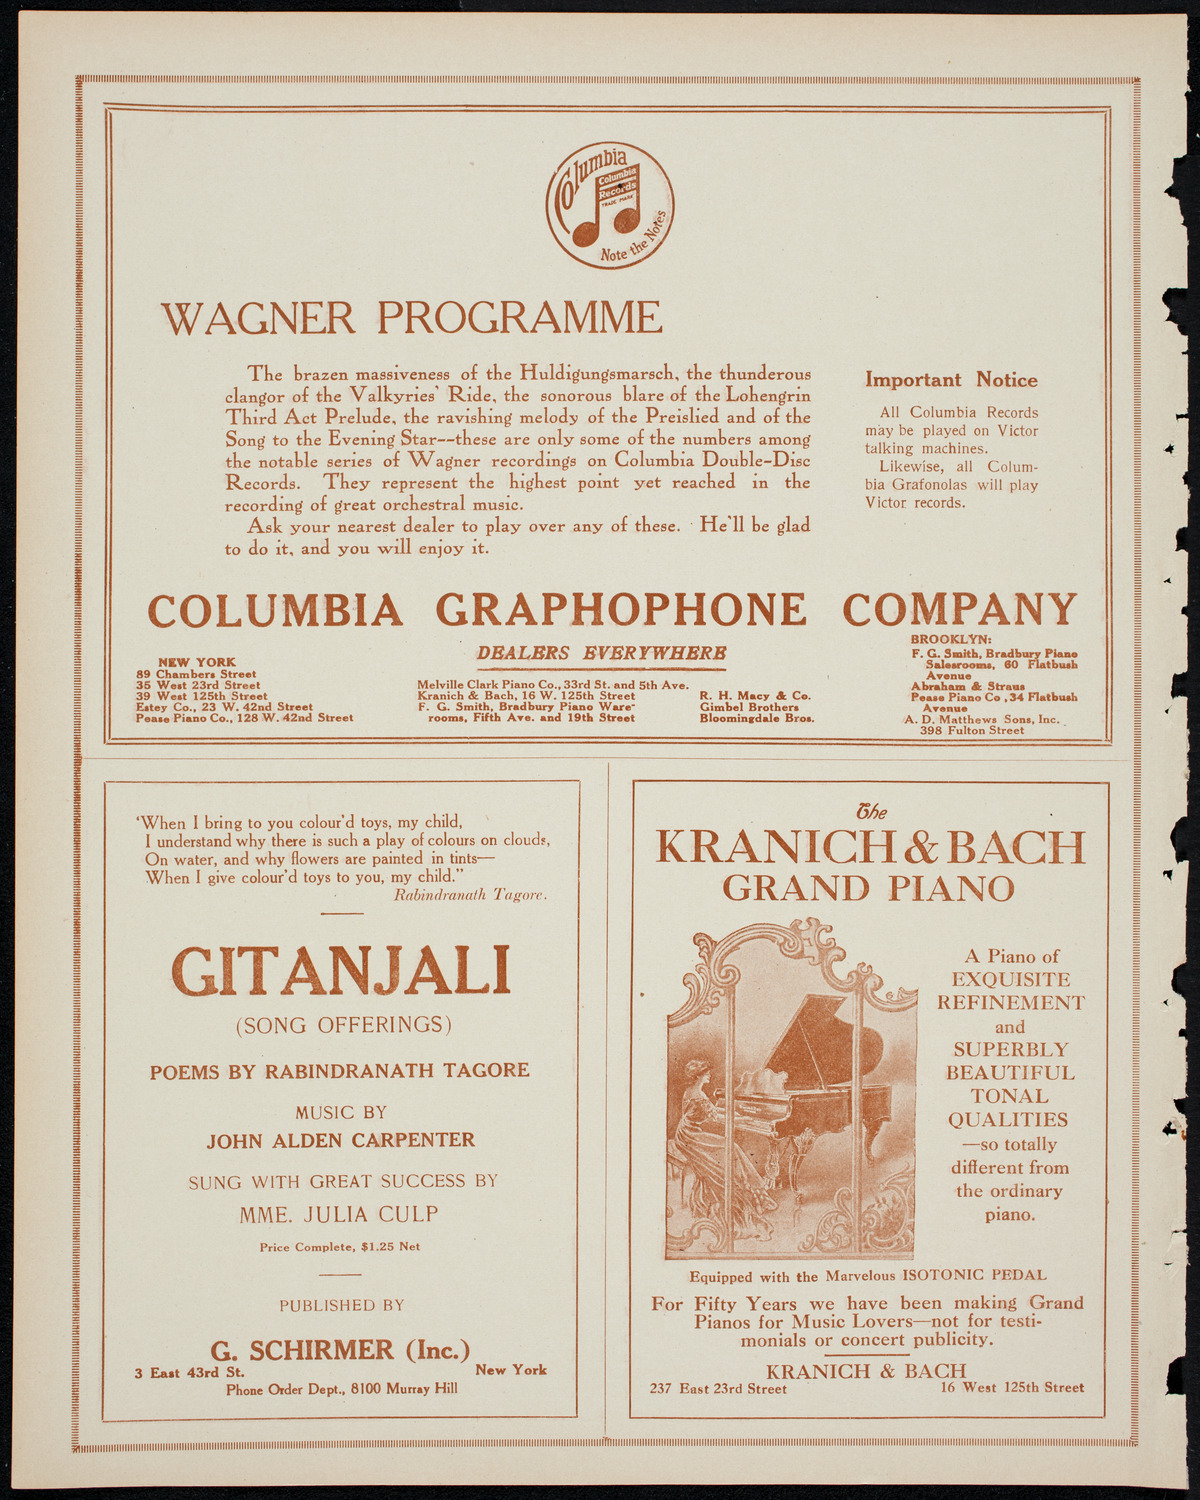 Columbia
Columbia
Records
TRADE MARK
Note the Notes
WAGNER PROGRAMME
The brazen massiveness of the Huldigungsmarsch, the thunderous
clangor of the Valkyries' Ride, the sonorous blare of the Lohengrin
Third Act Prelude, the ravishing melody of the Preislied and of the
Song to the Evening Star--these are only some of the numbers among
the notable series of Wagner recordings on Columbia Double-Disc
Records. They represent the highest point yet reached in the
recording of great orchestral music.
Ask your nearest dealer to play over any of these. He'll be glad
to do it, and you will enjoy it.
Important Notice
All Columbia Records
may be played on Victor
talking machines.
Likewise, all Colum-
bia Grafonolas will play
Victor records.
COLUMBIA GRAPHOPHONE COMPANY
DEALERS EVERYWHERE
NEW YORK
89 Chambers Street
35 West 23rd Street
39 West 125th Street
Estey Co., 23 W. 42nd Street
Pease Piano Co., 128 W. 42nd Street
Melville Clark Piano Co., 33rd St. and 5th Ave.
Kranich & Bach, 16 W. 125th Street
F. G. Smith, Bradbury Piano Ware-
rooms, Fifth Ave. and 19th Street
R. H. Macy & Co.
Gimbel Brothers
Bloomingdale Bros.
BROOKLYN:
F. G. Smith, Bradbury Piano
Salesrooms, 60 Flatbush
Avenue
Abraham & Straus
Pease Piano Co., 34 Flatbush
Avenue
A. D. Matthews Sons, Inc.
398 Fulton Street
'When I bring to you colour'd toys, my child,
I understand why there is such a play of colours on clouds,
On water, and why flowers are painted in tints—
When I give colour'd toys to you, my child."
Rabindranath Tagore.
GITANJALI
(SONG OFFERINGS)
POEMS BY RABINDRANATH TAGORE
MUSIC BY
JOHN ALDEN CARPENTER
SUNG WITH GREAT SUCCESS BY
MME. JULIA CULP
Price Complete, $1.25 Net
PUBLISHED BY
G. SCHIRMER (Inc.)
3 East 43rd St. New York
Phone Order Dept., 8100 Murray Hill
The
KRANICH & BACH
GRAND PIANO
A Piano of
EXQUISITE
REFINEMENT
and
SUPERBLY
BEAUTIFUL
TONAL
QUALITIES
—so totally
different from
the ordinary
piano.
Equipped with the Marvelous ISOTONIC PEDAL
For Fifty Years we have been making Grand
Pianos for Music Lovers—not for testi-
monials or concert publicity.
KRANICH & BACH
237 East 23rd Street 16 West 125th Street